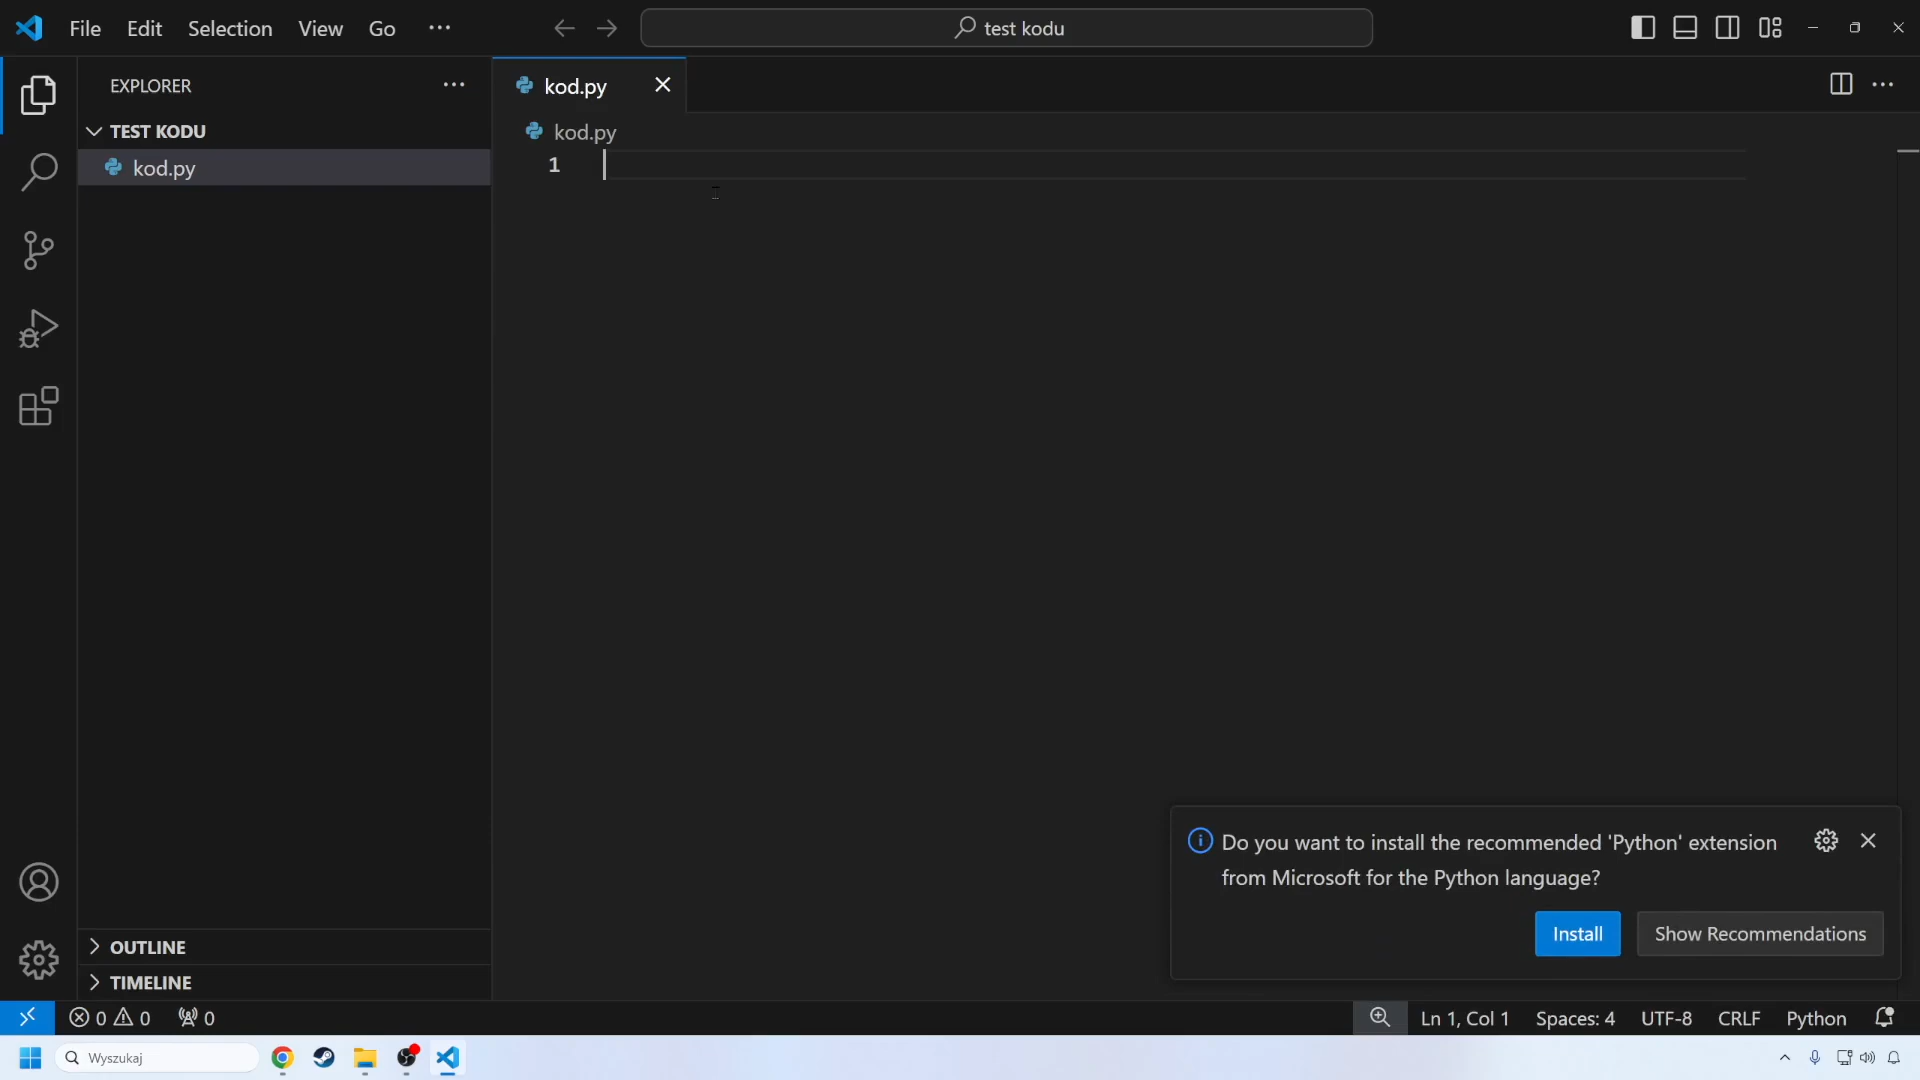 File Edit Selection View Go ···
test kodu
EXPLORER
TEST KODU
kod.py
kod.py
kod.py
1
Do you want to install the recommended 'Python' extension
from Microsoft for the Python language?
Install
Show Recommendations
OUTLINE
TIMELINE
0 0 0
Ln 1, Col 1 Spaces: 4 UTF-8 CRLF Python
Wyszukaj